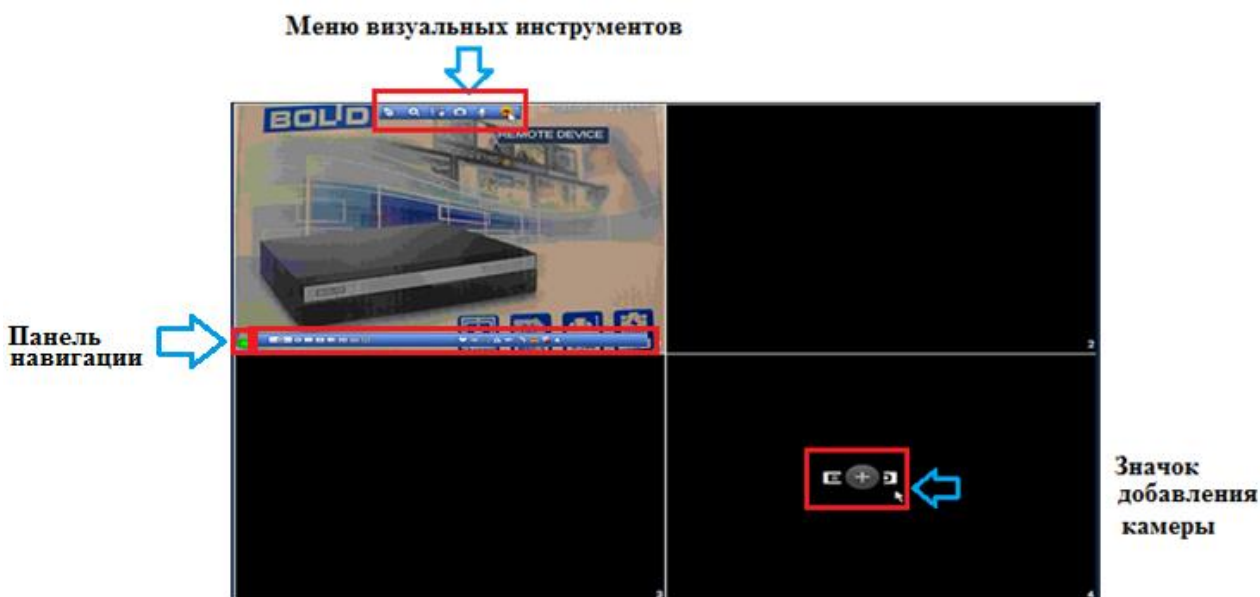 Меню визуальных инструментов
BOLID
REMOTE DEVICE
Панель
навигации
2
Значок
добавления
камеры
3
4